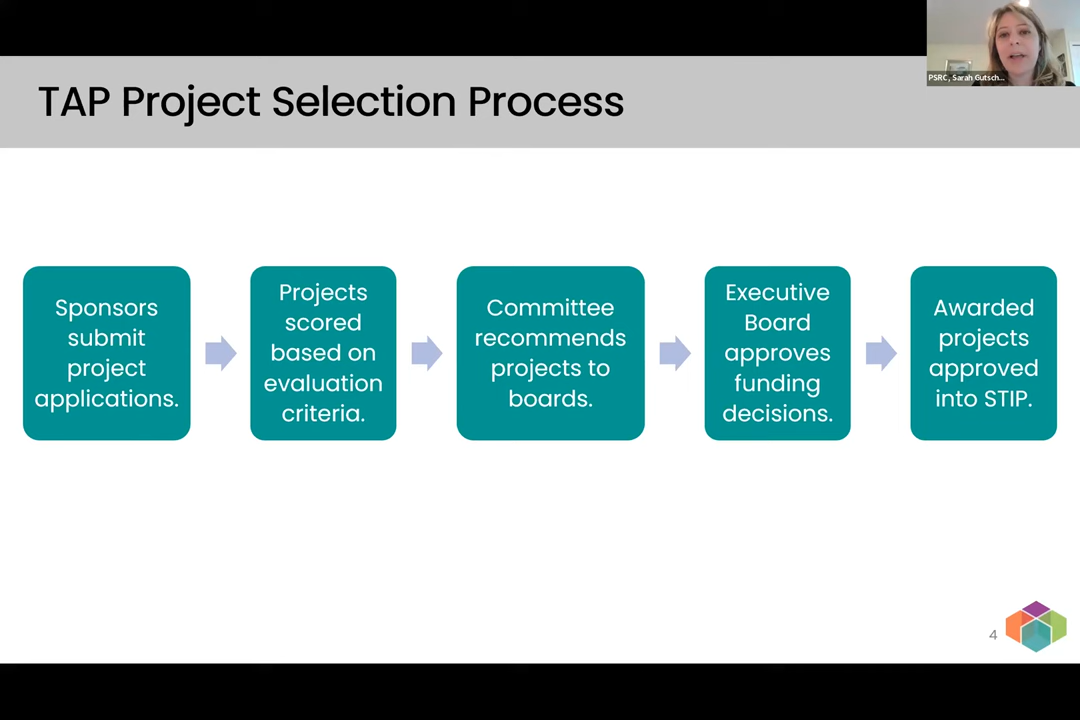 PSRC, Sarah Gutsch...
TAP Project Selection Process
Sponsors
submit
project
applications.
Projects
scored
based on
evaluation
criteria.
Committee
recommends
projects to
boards.
Executive
Board
approves
funding
decisions.
Awarded
projects
approved
into STIP.
4